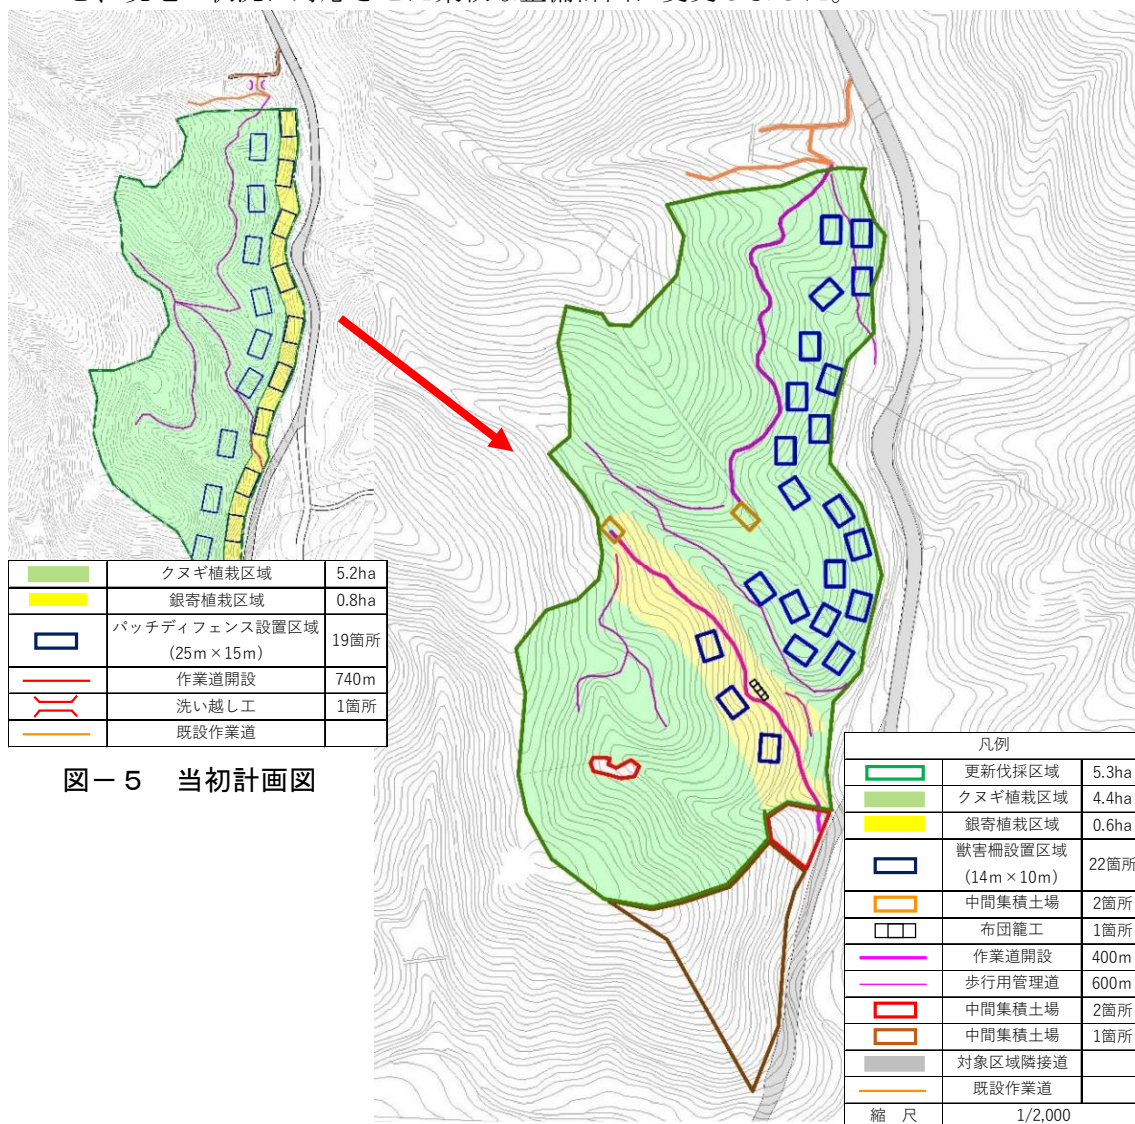 クヌギ植栽区域 5.2ha
銀寄植栽区域 0.8ha
パッチディフェンス設置区域
(25m×15m) 19箇所
作業道開設 740m
洗い越し工 1箇所
既設作業道
図－５ 当初計画図
凡例
更新伐採区域 5.3ha
クヌギ植栽区域 4.4ha
銀寄植栽区域 0.6ha
獣害柵設置区域
(14m×10m) 22箇所
中間集積土場 2箇所
布団籠工 1箇所
作業道開設 400m
歩行用管理道 600m
中間集積土場 2箇所
中間集積土場 1箇所
対象区域隣接道
既設作業道
縮 尺 1/2,000